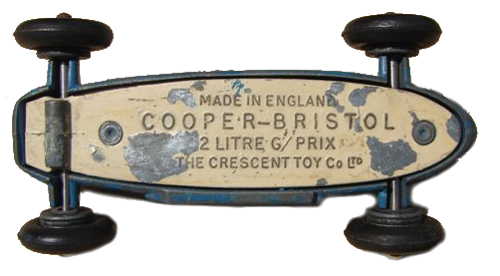 MADE IN ENGLAND
COOPER-BRISTOL
2 LITRE G/PRIX
THE CRESCENT TOY Co LTD